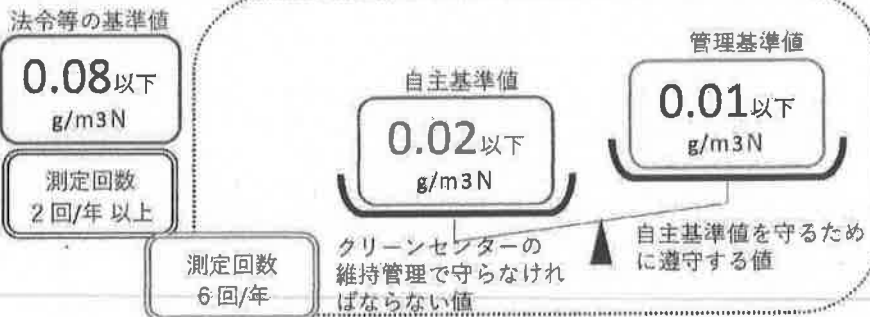 法令等の基準値
0.08以下
g/m3N
測定回数
2回/年 以上
測定回数
6回/年
自主基準値
0.02以下
g/m3N
クリーンセンターの
維持管理で守らなけれ
ばならない値
管理基準値
0.01以下
g/m3N
自主基準値を守るため
に遵守する値